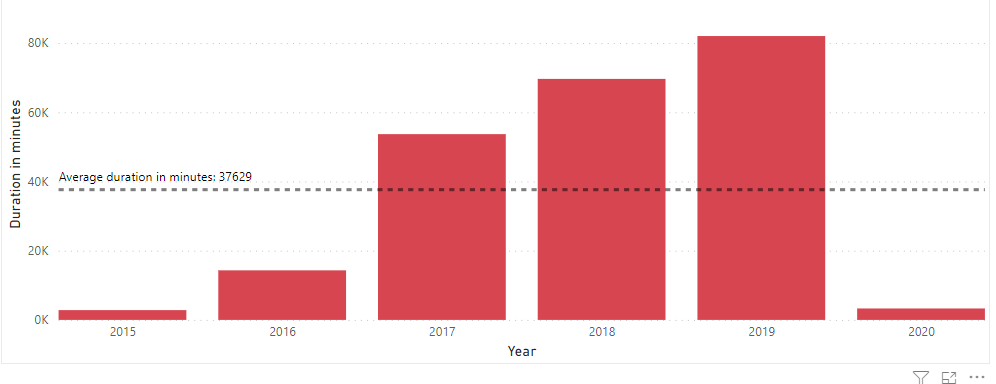 80K
60K
Average duration in minutes: 37629
40K
20K
0K
Duration in minutes
2015 2016 2017 2018 2019 2020
Year